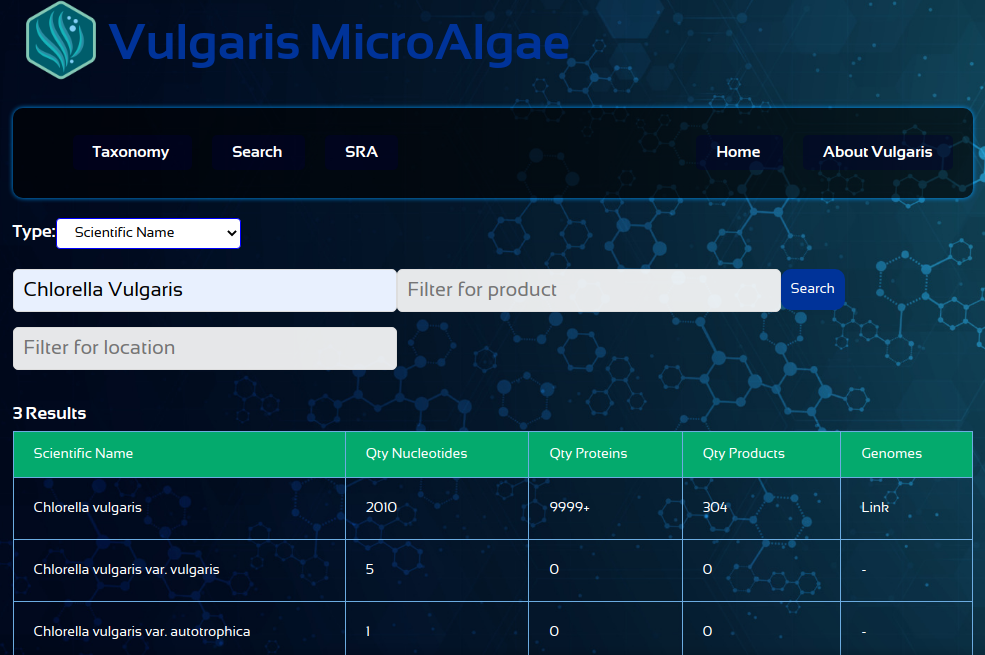 Vulgaris MicroAlgae
Taxonomy Search SRA Home About Vulgaris
Type: Scientific Name
Chlorella Vulgaris Filter for product Search
Filter for location
3 Results
Scientific Name Qty Nucleotides Qty Proteins Qty Products Genomes
Chlorella vulgaris 2010 9999+ 304 Link
Chlorella vulgaris var. vulgaris 5 0 0 -
Chlorella vulgaris var. autotrophica 1 0 0 -